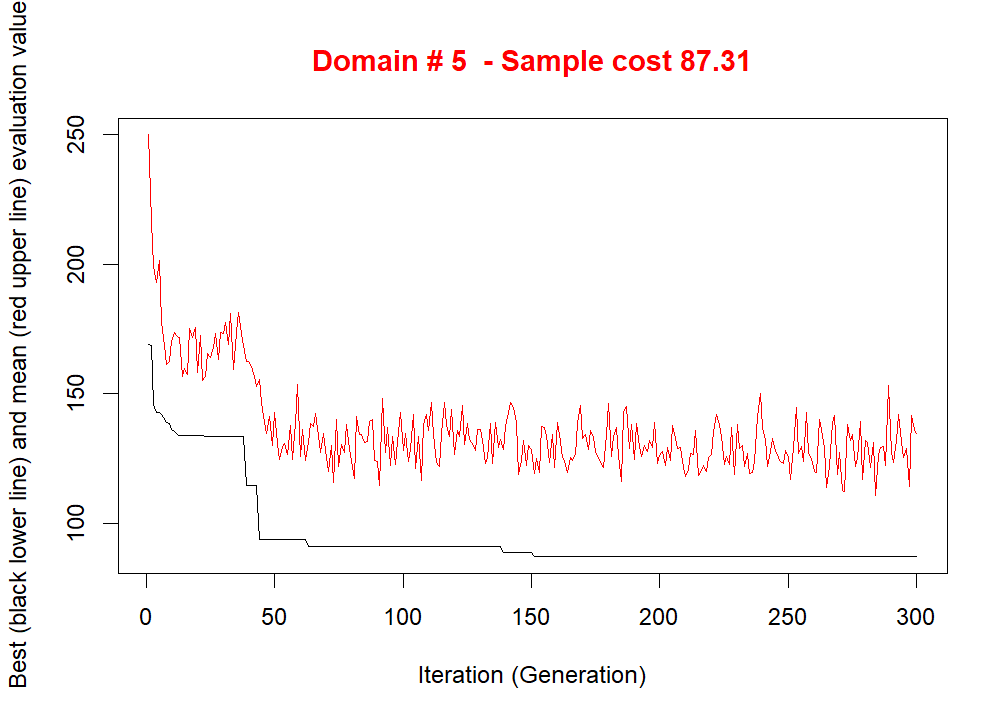 Domain # 5  - Sample cost 87.31
Best (black lower line) and mean (red upper line) evaluation value
250
200
150
100
0 50 100 150 200 250 300
Iteration (Generation)